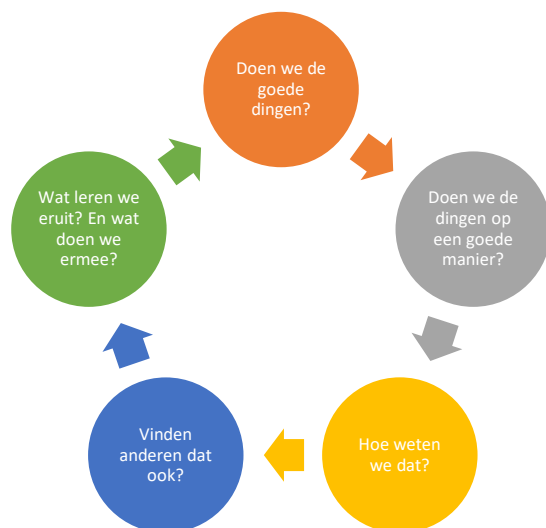 Doen we de
goede
dingen?
Doen we de
dingen op
een goede
manier?
Hoe weten
we dat?
Vinden
anderen dat
ook?
Wat leren we
eruit? En wat
doen we
ermee?